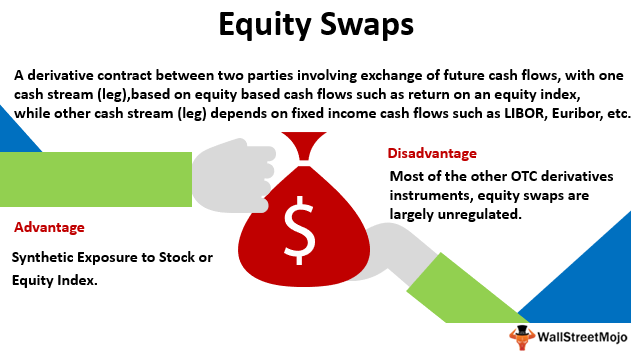 Equity Swaps
A derivative contract between two parties involving exchange of future cash flows, with one
cash stream (leg),based on equity based cash flows such as return on an equity index,
while other cash stream (leg) depends on fixed income cash flows such as LIBOR, Euribor, etc.
Disadvantage
Most of the other OTC derivatives
instruments, equity swaps are
largely unregulated.
$
Advantage
Synthetic Exposure to Stock or
Equity Index.
WallStreetMojo